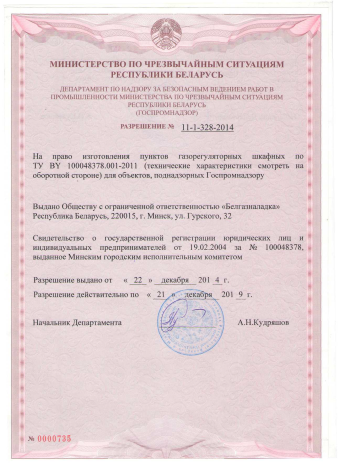 МИНИСТЕРСТВО ПО ЧРЕЗВЫЧАЙНЫМ СИТУАЦИЯМ
РЕСПУБЛИКИ БЕЛАРУСЬ
ДЕПАРТАМЕНТ ПО НАДЗОРУ ЗА БЕЗОПАСНЫМ ВЕДЕНИЕМ РАБОТ В
ПРОМЫШЛЕННОСТИ МИНИСТЕРСТВА ПО ЧРЕЗВЫЧАЙНЫМ СИТУАЦИЯМ
РЕСПУБЛИКИ БЕЛАРУСЬ
(ГОСПРОМНАДЗОР)
РАЗРЕШЕНИЕ № 11-1-328-2014
На право изготовления пунктов газорегуляторных шкафных по
ТУ BY 100048378.001-2011 (технические характеристики смотреть на
оборотной стороне) для объектов, поднадзорных Госпромнадзору
Выдано Обществу с ограниченной ответственностью «Белгазналадка»
Республика Беларусь, 220015, г. Минск, ул. Гурского, 32
Свидетельство о государственной регистрации юридических лиц и
индивидуальных предпринимателей от 19.02.2004 за № 100048378,
выданное Минским городским исполнительным комитетом
Разрешение выдано от « 22 » декабря 2014 г.
Разрешение действительно по « 21 » декабря 2019 г.
Начальник Департамента А.Н.Кудряшов
№ 0000735